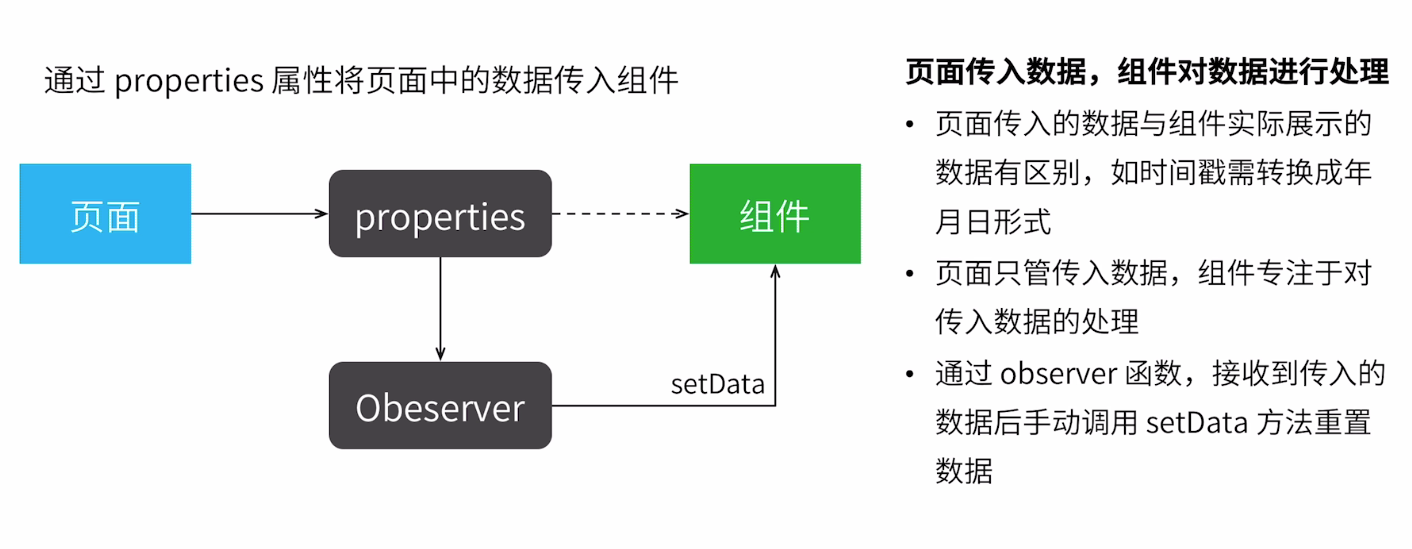 通过 properties 属性将页面中的数据传入组件
页面
properties
组件
Obeserver
setData
页面传入数据，组件对数据进行处理
• 页面传入的数据与组件实际展示的
数据有区别，如时间戳需转换成年
月日形式
• 页面只管传入数据，组件专注于对
传入数据的处理
• 通过 observer 函数，接收到传入的
数据后手动调用 setData 方法重置
数据